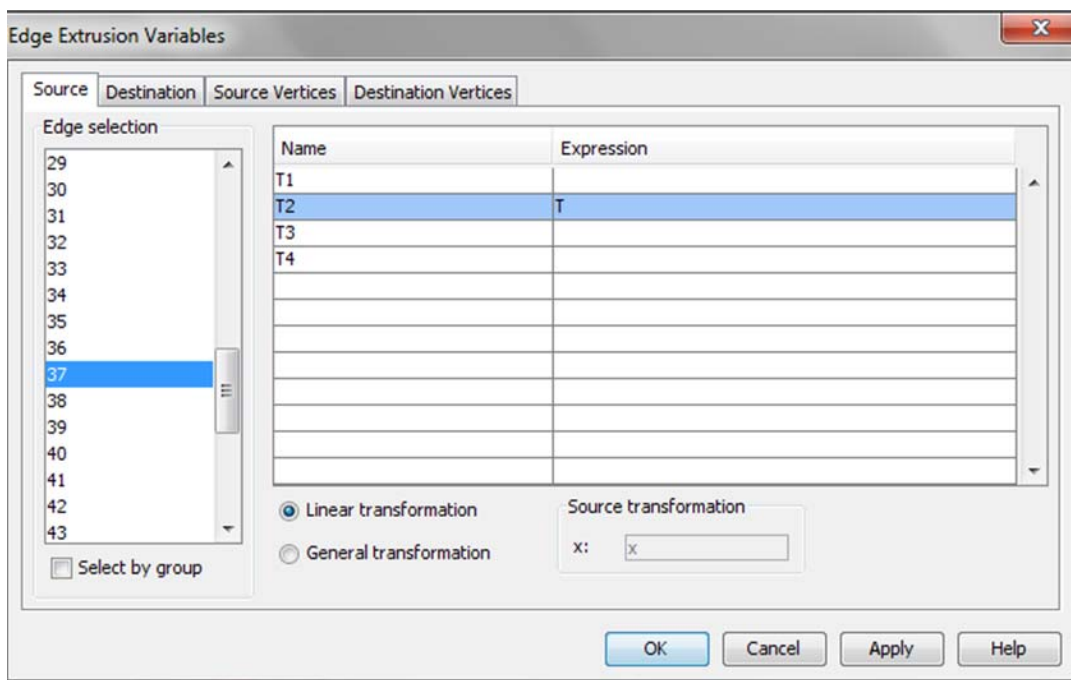 Edge Extrusion Variables
Source Destination Source Vertices Destination Vertices
Edge selection
29
30
31
32
33
34
35
36
37
38
39
40
41
42
43
Select by group
Name Expression
T1
T2 T
T3
T4
Linear transformation
General transformation
Source transformation
x: x
OK Cancel Apply Help